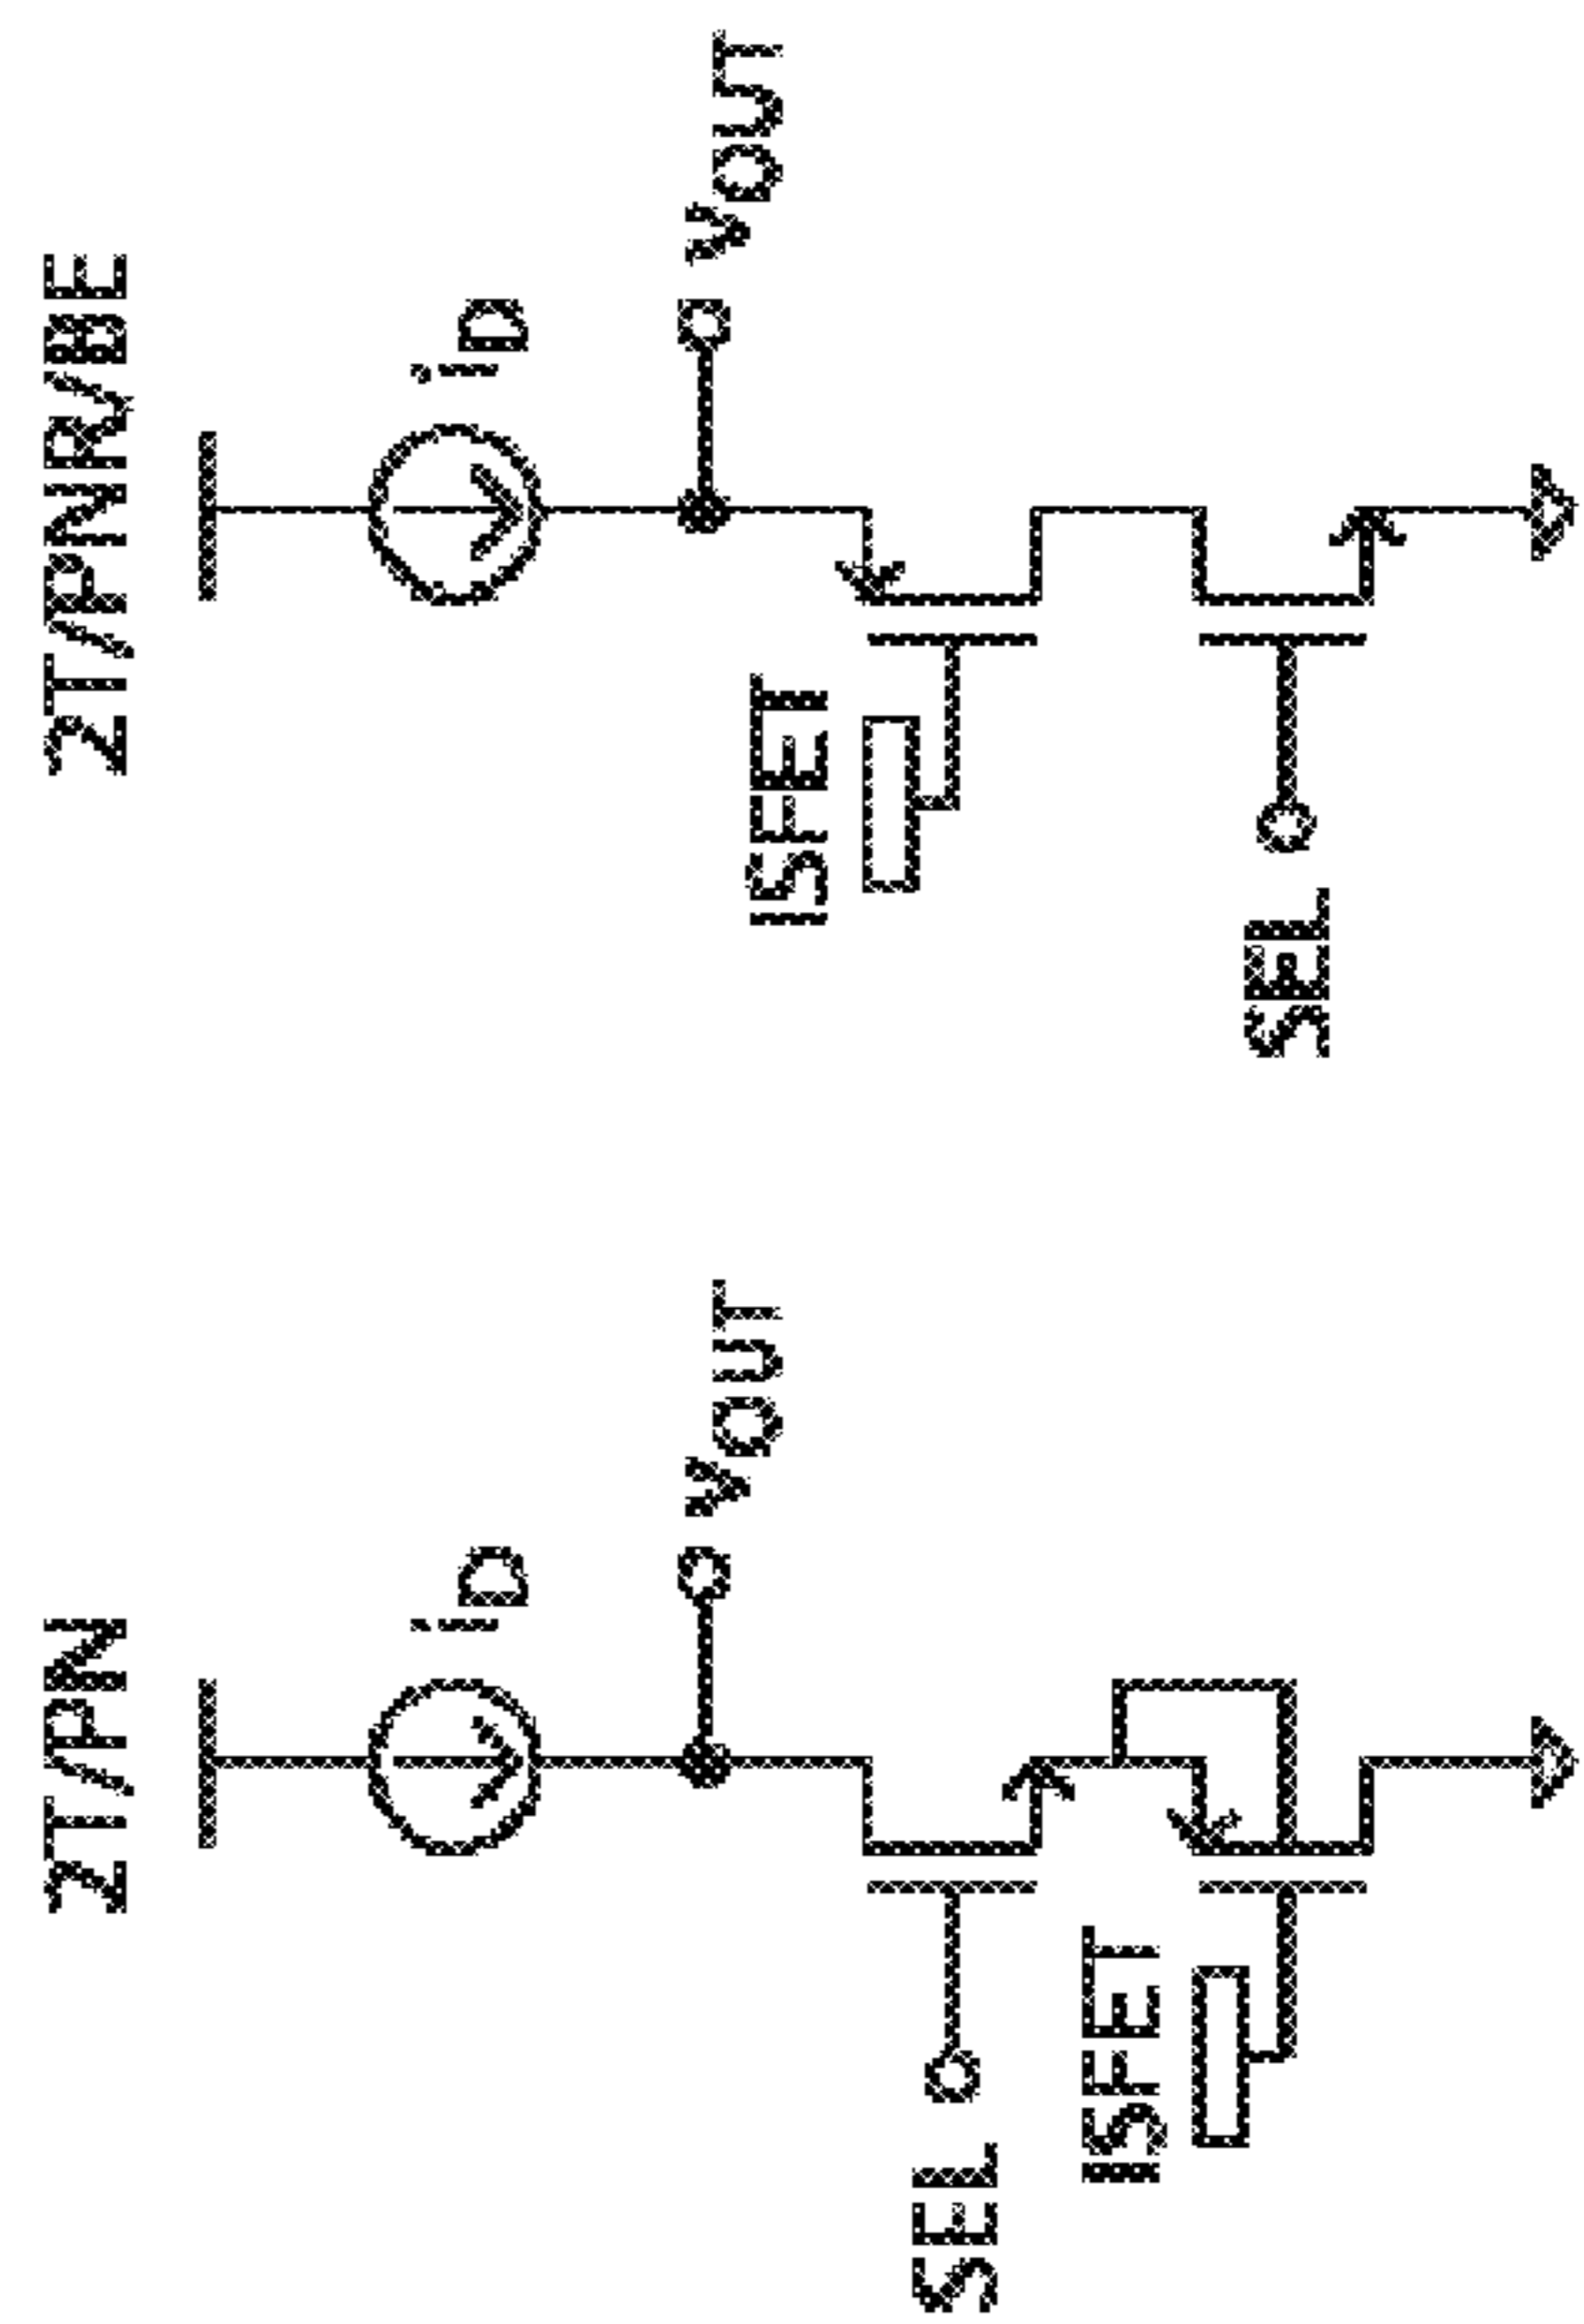 2T/PN
iD
VOUT
SEL
ISFET
2T/PNR/BE
iD
VOUT
ISFET
SEL